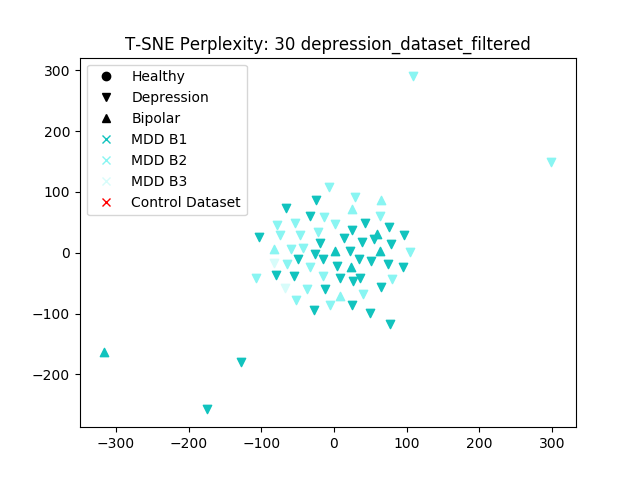 T-SNE Perplexity: 30 depression_dataset_filtered
300
200
100
0
−100
−200
Healthy
Depression
Bipolar
MDD B1
MDD B2
MDD B3
Control Dataset
−300 −200 −100 0 100 200 300